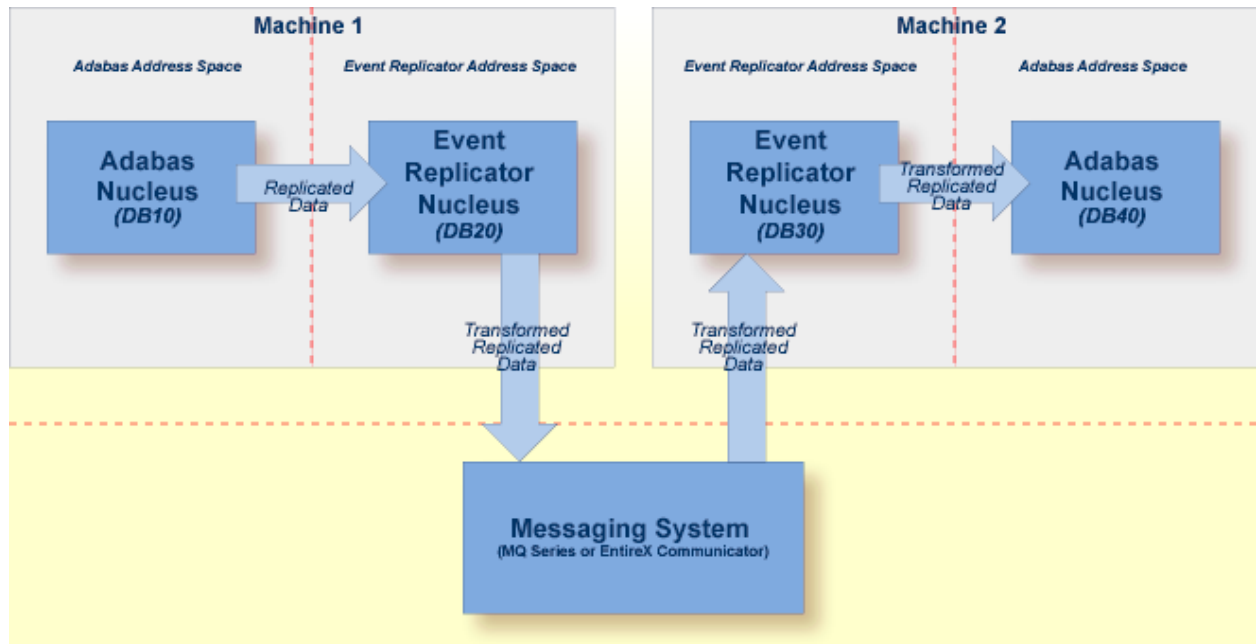 Machine 1
Adabas Address Space
Event Replicator Address Space
Adabas
Nucleus
(DB10)
Replicated
Data
Event
Replicator
Nucleus
(DB20)
Transformed
Replicated
Data
Machine 2
Event Replicator Address Space
Adabas Address Space
Event
Replicator
Nucleus
(DB30)
Transformed
Replicated
Data
Adabas
Nucleus
(DB40)
Transformed
Replicated
Data
Messaging System
(MQ Series or EntireX Communicator)